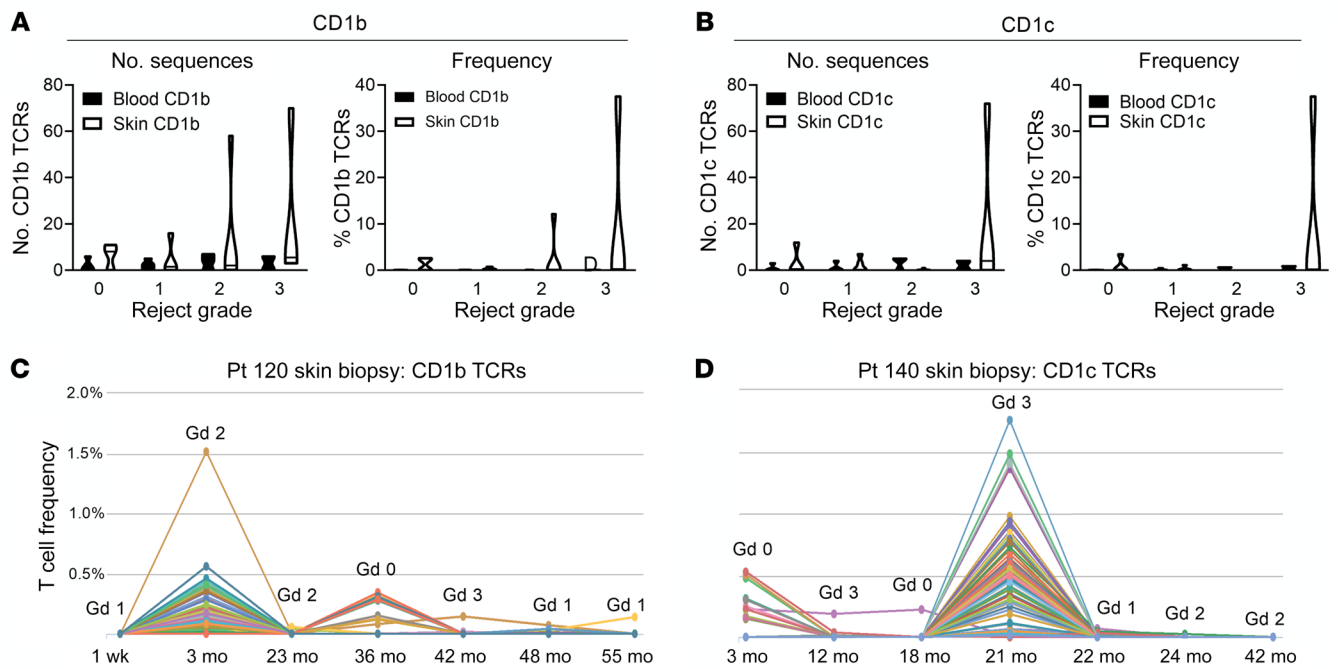 A
CD1b
No. sequences
Frequency
No. CD1b TCRs
80
60
40
20
0
Blood CD1b
Skin CD1b
0 1 2 3
Reject grade
% CD1b TCRs
40
30
20
10
0
Blood CD1b
Skin CD1b
0 1 2 3
Reject grade
B
CD1c
No. sequences
Frequency
No. CD1c TCRs
80
60
40
20
0
Blood CD1c
Skin CD1c
0 1 2 3
Reject grade
% CD1c TCRs
40
30
20
10
0
Blood CD1c
Skin CD1c
0 1 2 3
Reject grade
C
Pt 120 skin biopsy: CD1b TCRs
T cell frequency
2.0%
1.5%
1.0%
0.5%
Gd 1
Gd 2
Gd 2
Gd 0
Gd 3
Gd 1
Gd 1
1 wk 3 mo 23 mo 36 mo 42 mo 48 mo 55 mo
D
Pt 140 skin biopsy: CD1c TCRs
Gd 0
Gd 3
Gd 0
Gd 3
Gd 1
Gd 2
Gd 2
3 mo 12 mo 18 mo 21 mo 22 mo 24 mo 42 mo